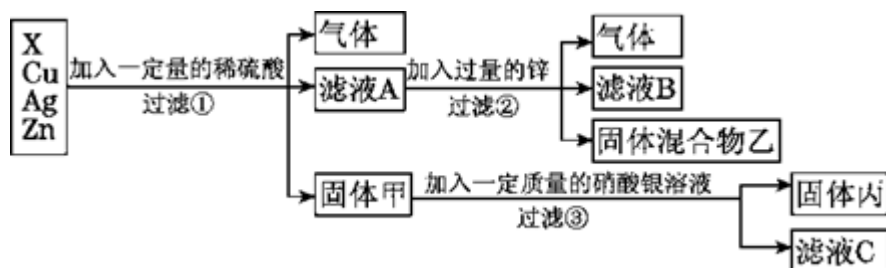 X
Cu
Ag
Zn
加入一定量的稀硫酸
过滤①
气体
滤液A
固体甲
加入过量的锌
过滤②
气体
滤液B
固体混合物乙
加入一定质量的硝酸银溶液
过滤③
固体丙
滤液C